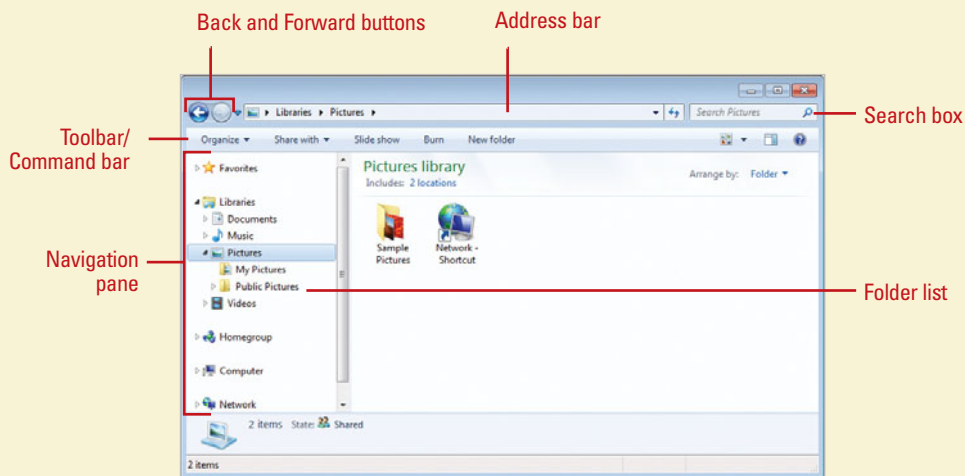 Back and Forward buttons
Address bar
Libraries
Pictures
Search Pictures
Search box
Toolbar/
Command bar
Organize
Share with
Slide show
Burn
New folder
Favorites
Libraries
Documents
Music
Pictures
My Pictures
Public Pictures
Videos
Homegroup
Computer
Network
Pictures library
Includes: 2 locations
Arrange by: Folder
Sample
Pictures
Network -
Shortcut
Navigation
pane
Folder list
2 items State: Shared
2 items